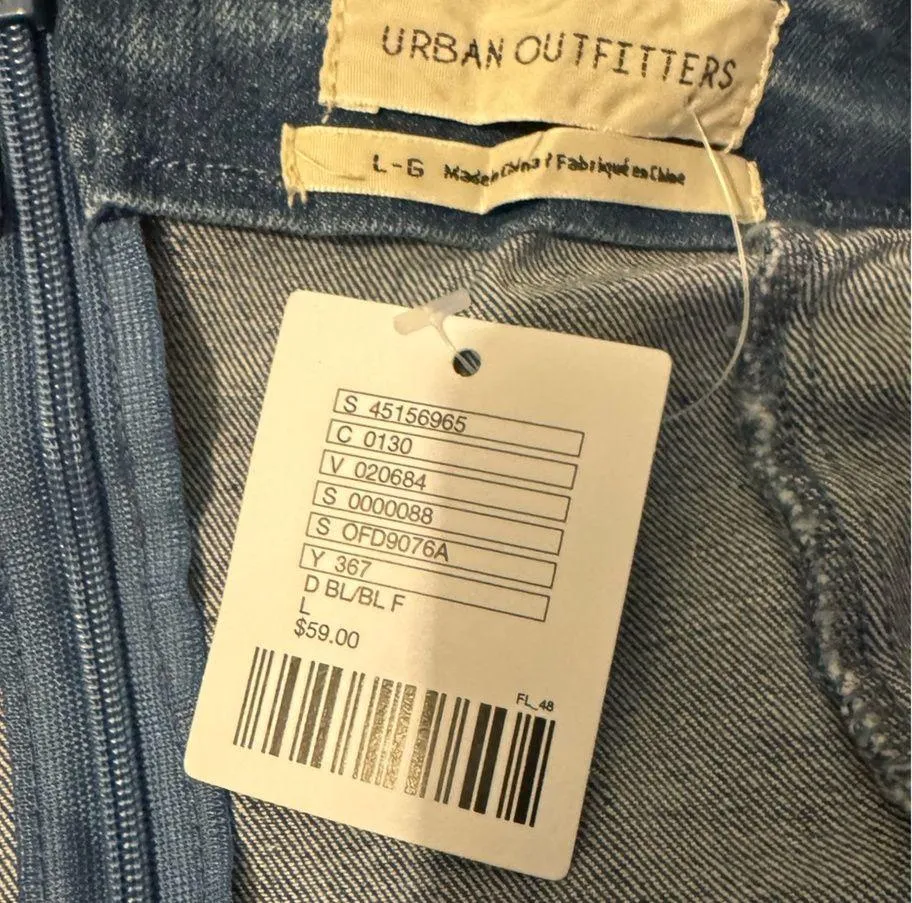 URBAN OUTFITTERS
L-G Made in China / Fabriqué en Chine
S 45156965
C 0130
V 020684
S 0000088
S OFD9076A
Y 367
D BL/BL F
L
$59.00
FL_48